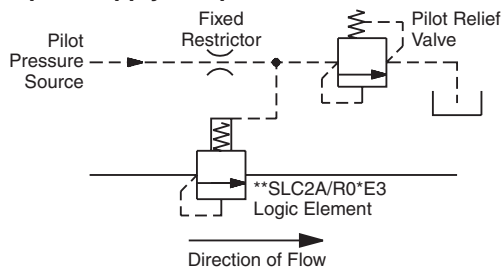 Pilot
Pressure
Source
Fixed
Restrictor
Pilot Relief
Valve
**SLC2A/R0*E3
Logic Element
Direction of Flow